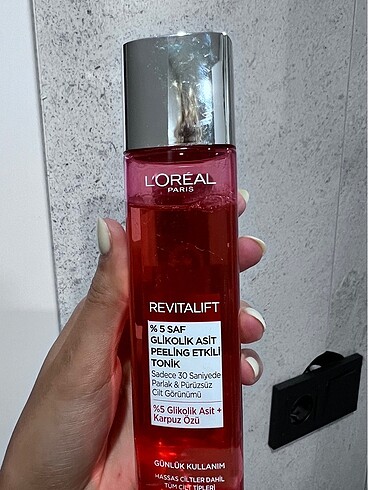 L'ORÉAL
PARIS
REVITALIFT
% 5 SAF
GLİKOLİK ASİT
PEELİNG ETKİLİ
TONİK
Sadece 30 Saniyede
Parlak & Pürüzsüz
Cilt Görünümü
%5 Glikolik Asit +
Karpuz Özü
GÜNLÜK KULLANIM
HASSAS CİLTLER DAHİL
TÜM CİLT TİPLERİ